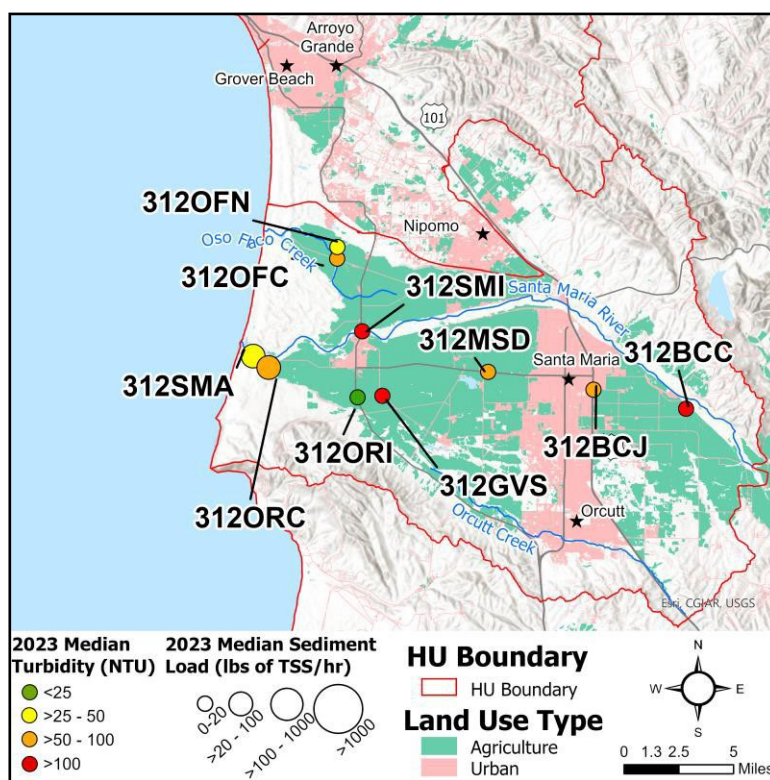 Arroyo
Grande
Grover Beach
101
312OFN
Nipomo
Oso Flaco Creek
312OFC
312SMI
Santa Maria River
312MSD
312BCC
Santa Maria
312SMA
312BCJ
312ORI
312GVS
312ORC
Orcutt
Orcutt Creek
Esri, CGIAR, USGS
2023 Median
Turbidity (NTU)
<25
>25 - 50
>50 - 100
>100
2023 Median Sediment
Load (lbs of TSS/hr)
0-20
>20 - 100
>100 - 1000
>1000
HU Boundary
HU Boundary
Land Use Type
Agriculture
Urban
N
W
E
S
0 1.3 2.5 5
Miles